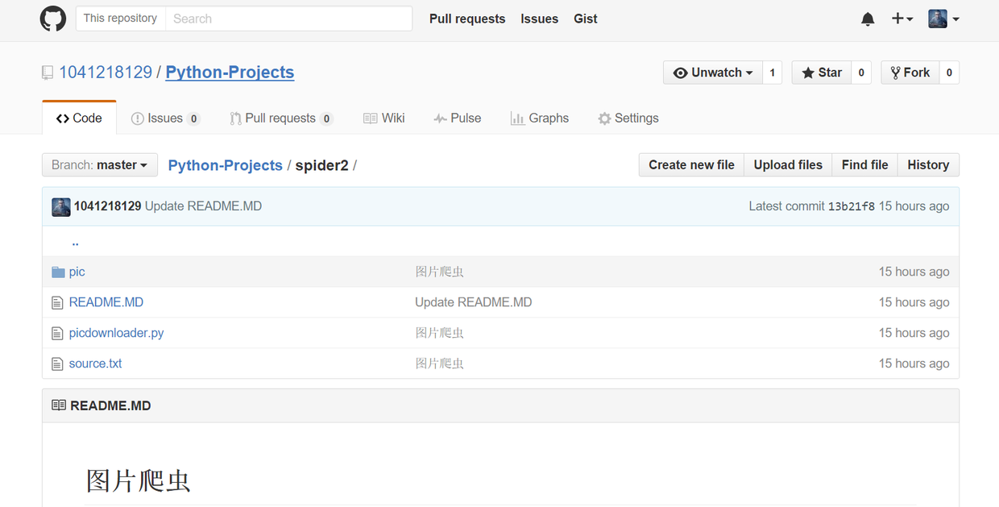 This repository Search Pull requests Issues Gist
1041218129 / Python-Projects Unwatch 1 Star 0 Fork 0
Code Issues 0 Pull requests 0 Wiki Pulse Graphs Settings
Branch: master Python-Projects / spider2 / Create new file Upload files Find file History
1041218129 Update README.MD Latest commit 13b21f8 15 hours ago
..
pic 图片爬虫 15 hours ago
README.MD Update README.MD 15 hours ago
picdownloader.py 图片爬虫 15 hours ago
source.txt 图片爬虫 15 hours ago
README.MD
图片爬虫